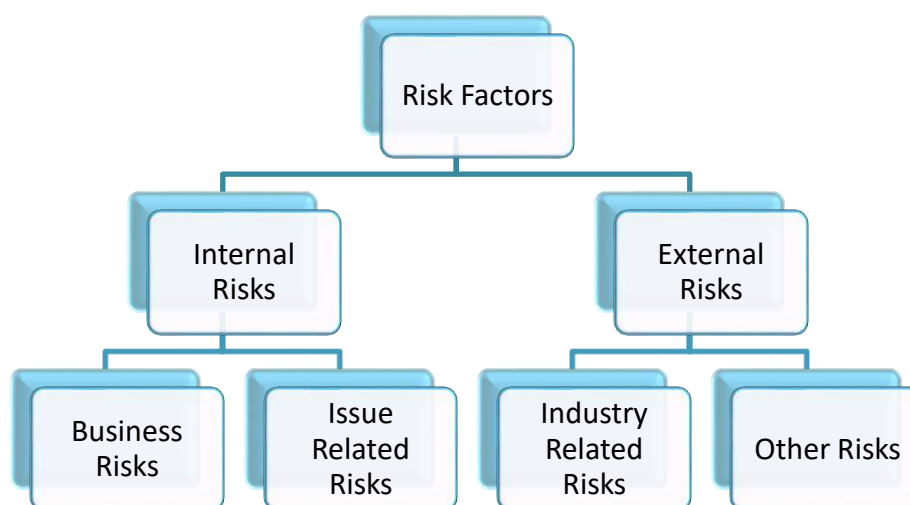 Risk Factors
Internal
Risks
External
Risks
Business
Risks
Issue
Related
Risks
Industry
Related
Risks
Other Risks